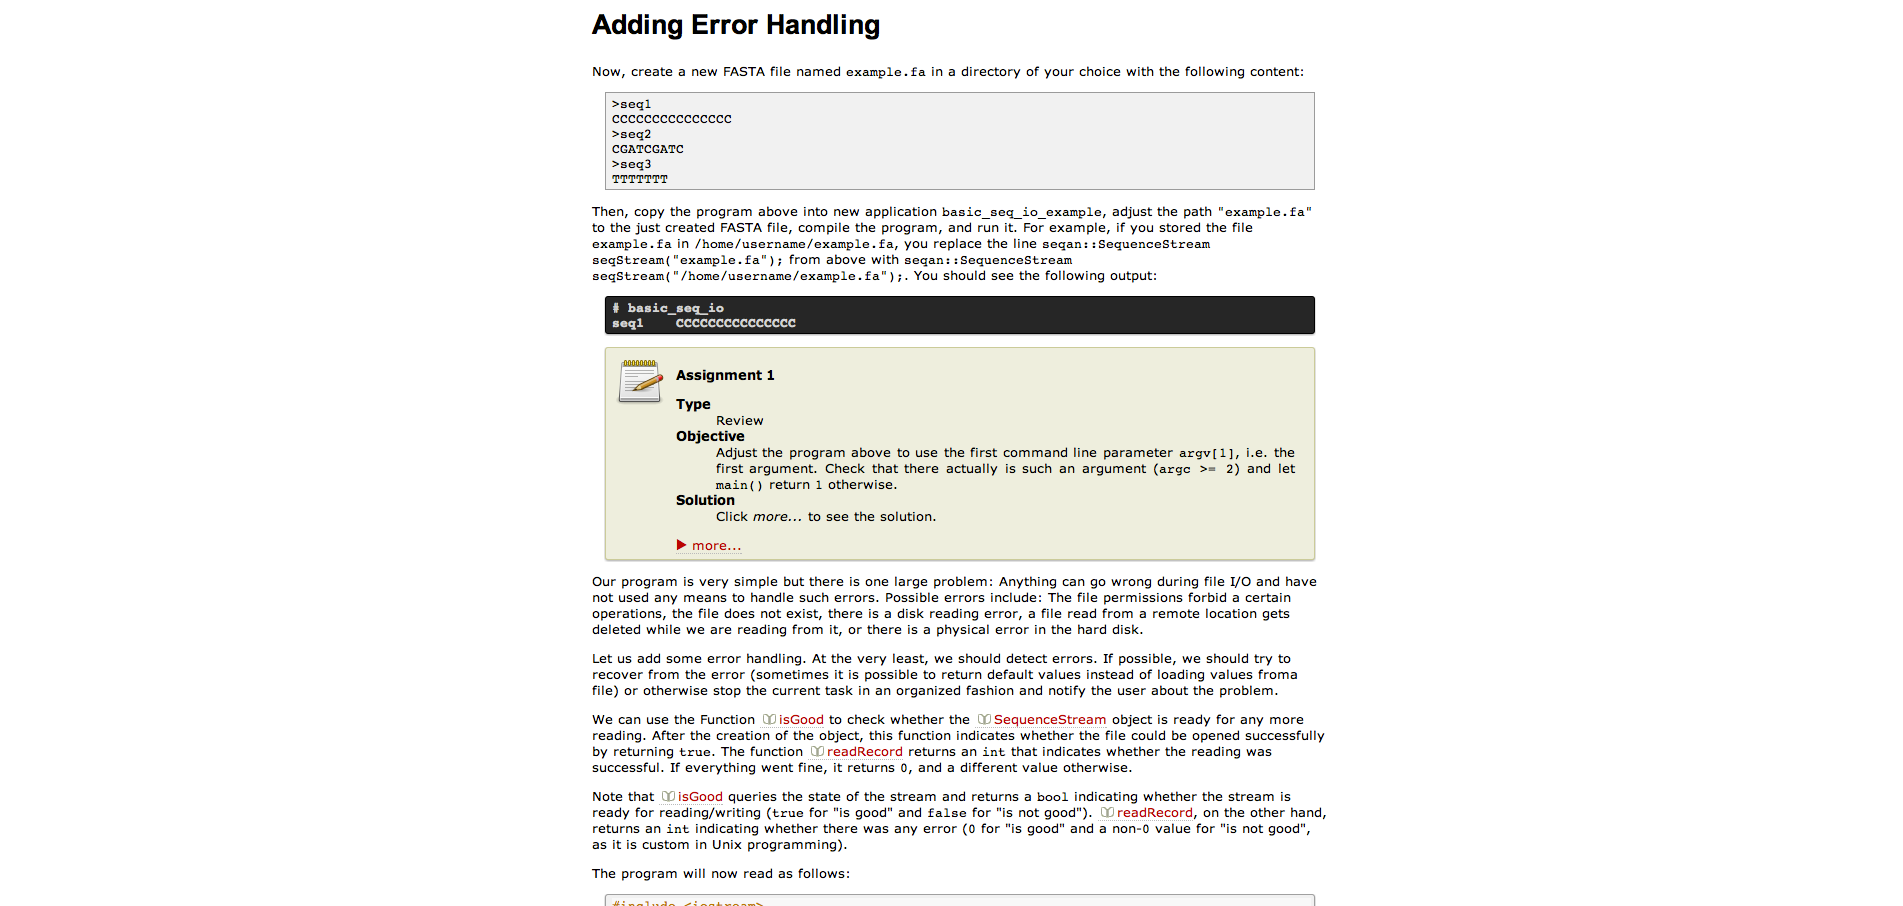 Adding Error Handling
Now, create a new FASTA file named example.fa in a directory of your choice with the following content:
>seq1
CCCCCCCCCCCCCCC
>seq2
CGATCGATC
>seq3
TTTTTTT
Then, copy the program above into new application basic_seq_io_example, adjust the path "example.fa"
to the just created FASTA file, compile the program, and run it. For example, if you stored the file
example.fa in /home/username/example.fa, you replace the line seqan::SequenceStream
seqStream("example.fa"); from above with seqan::SequenceStream
seqStream("/home/username/example.fa");. You should see the following output:
# basic_seq_io
seq1    CCCCCCCCCCCCCCC
Assignment 1
Type
Review
Objective
Adjust the program above to use the first command line parameter argv[1], i.e. the
first argument. Check that there actually is such an argument (argc >= 2) and let
main() return 1 otherwise.
Solution
Click more... to see the solution.
▶ more...
Our program is very simple but there is one large problem: Anything can go wrong during file I/O and have
not used any means to handle such errors. Possible errors include: The file permissions forbid a certain
operations, the file does not exist, there is a disk reading error, a file read from a remote location gets
deleted while we are reading from it, or there is a physical error in the hard disk.
Let us add some error handling. At the very least, we should detect errors. If possible, we should try to
recover from the error (sometimes it is possible to return default values instead of loading values froma
file) or otherwise stop the current task in an organized fashion and notify the user about the problem.
We can use the Function isGood to check whether the SequenceStream object is ready for any more
reading. After the creation of the object, this function indicates whether the file could be opened successfully
by returning true. The function readRecord returns an int that indicates whether the reading was
successful. If everything went fine, it returns 0, and a different value otherwise.
Note that isGood queries the state of the stream and returns a bool indicating whether the stream is
ready for reading/writing (true for "is good" and false for "is not good"). readRecord, on the other hand,
returns an int indicating whether there was any error (0 for "is good" and a non-0 value for "is not good",
as it is custom in Unix programming).
The program will now read as follows:
#include <iostream>